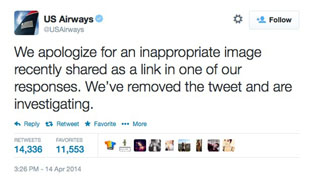 US Airways
@USAirways
Follow
We apologize for an inappropriate image
recently shared as a link in one of our
responses. We've removed the tweet and are
investigating.
Reply Retweet Favorite More
RETWEETS FAVORITES
14,336 11,553
3:26 PM - 14 Apr 2014